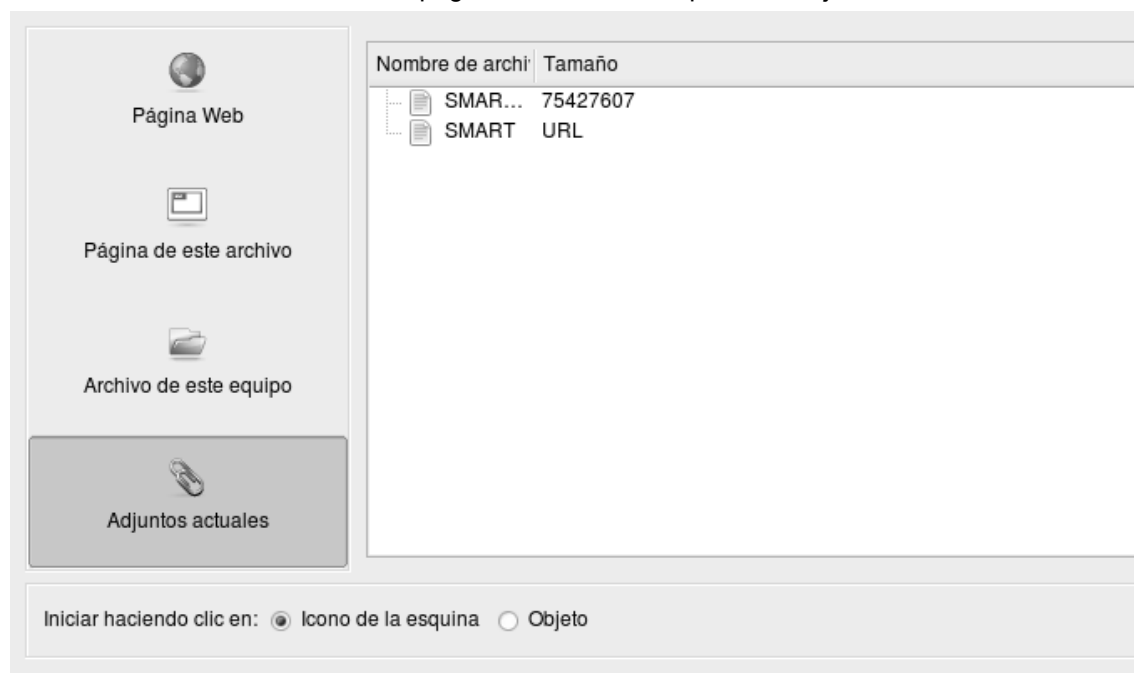 Página Web
Página de este archivo
Archivo de este equipo
Adjuntos actuales
Nombre de archi Tamaño
SMAR... 75427607
SMART URL
Iniciar haciendo clic en: Icono de la esquina Objeto